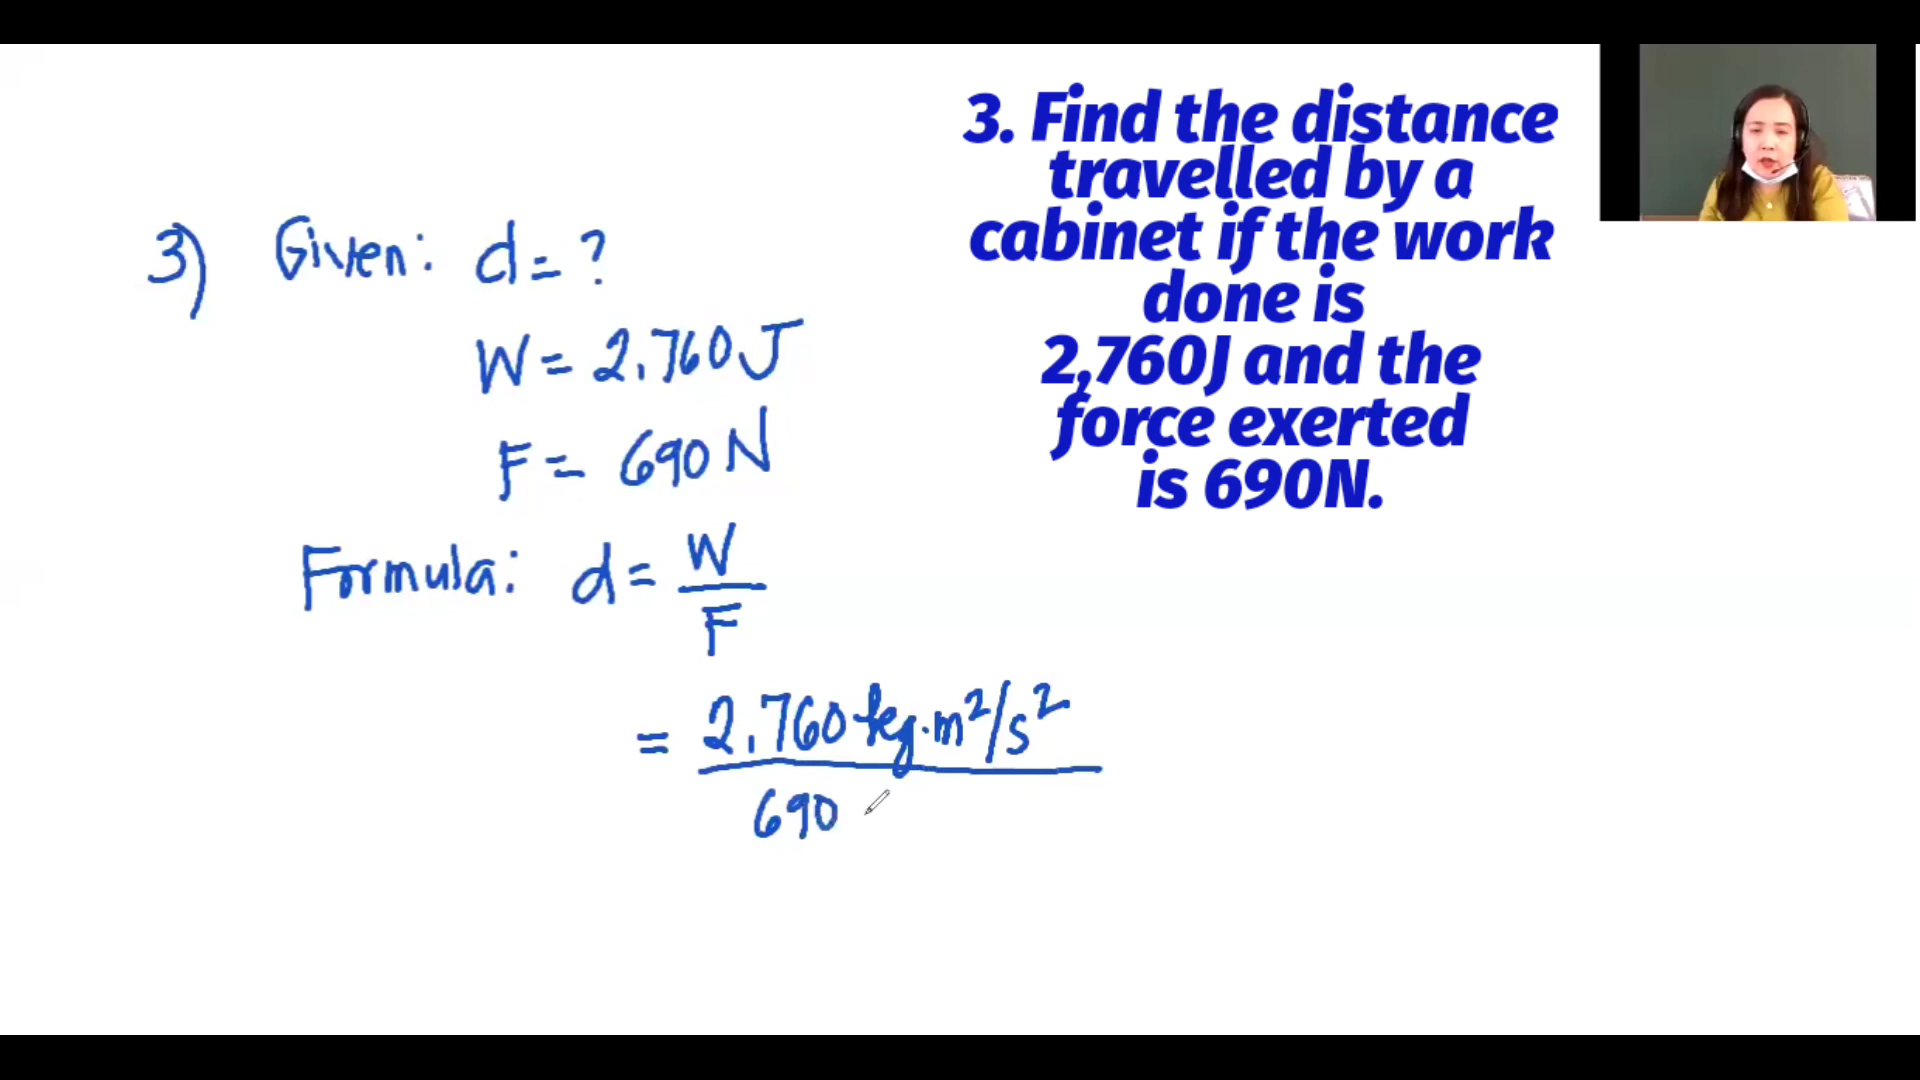 3. Find the distance
travelled by a
cabinet if the work
done is
2,760J and the
force exerted
is 690N.
3) Given: d = ?
W = 2,760 J
F = 690 N
Formula: d = W
F
= 2,760 kg·m²/s²
690